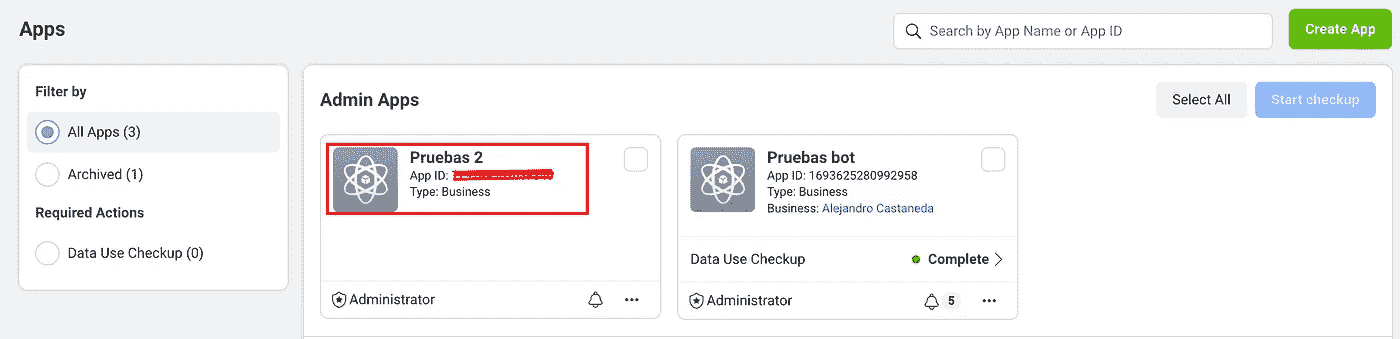 Apps
Search by App Name or App ID
Create App
Filter by
All Apps (3)
Archived (1)
Required Actions
Data Use Checkup (0)
Admin Apps
Select All
Start checkup
Pruebas 2
App ID:
Type: Business
Administrator
Pruebas bot
App ID: 1693625280992958
Type: Business
Business: Alejandro Castaneda
Data Use Checkup
Complete
Administrator
5